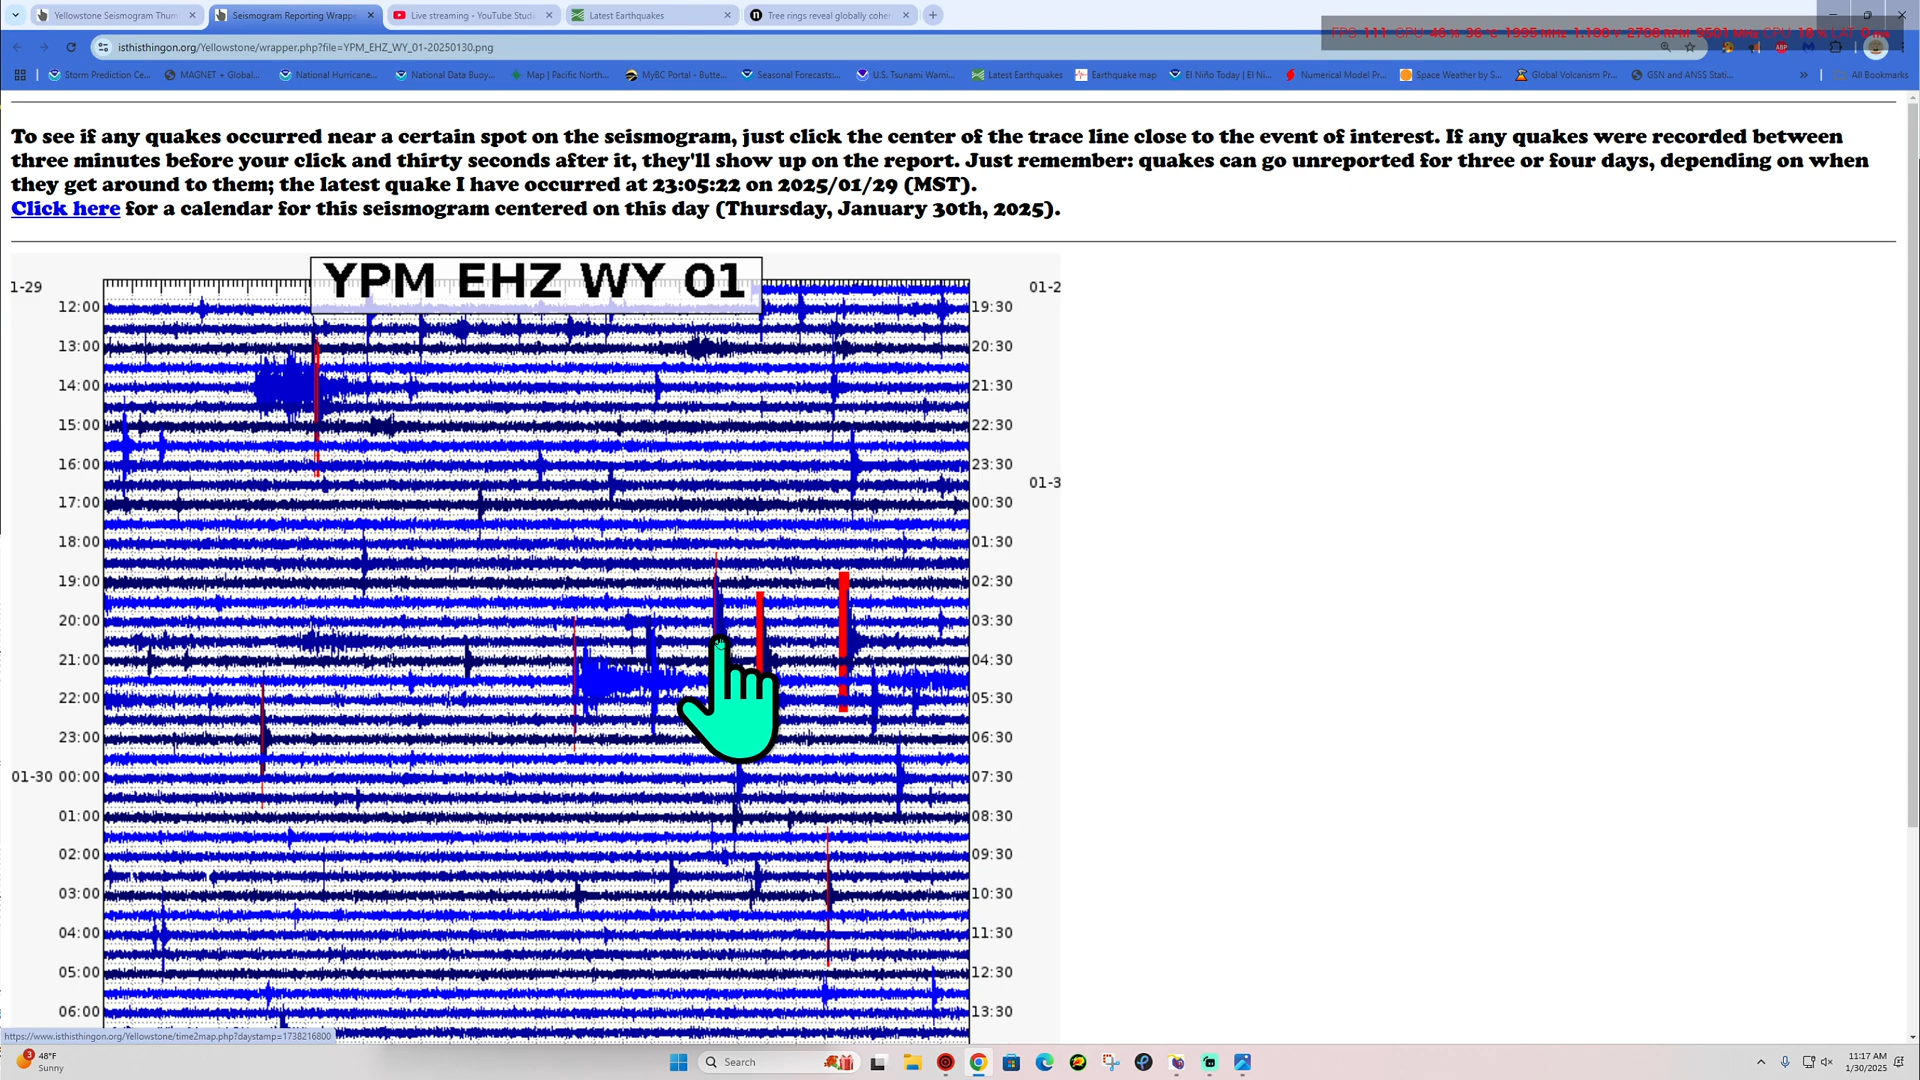 Yellowstone Seismogram Thum
Seismogram Reporting Wrappe
Live streaming - YouTube Studi
Latest Earthquakes
Tree rings reveal globally coher
isthisthingon.org/Yellowstone/wrapper.php?file=YPM_EHZ_WY_01-20250130.png
FPS 111 GPU
Storm Prediction Ce...
MAGNET + Global...
National Hurricane...
National Data Buoy...
Map | Pacific North...
MyBC Portal - Butte...
Seasonal Forecasts:...
U.S. Tsunami Warni...
Latest Earthquakes
Earthquake map
El Niño Today | El Ni...
Numerical Model Pr...
Space Weather by S...
Global Volcanism Pr...
GSN and ANSS Stati...
All Bookmarks
To see if any quakes occurred near a certain spot on the seismogram, just click the center of the trace line close to the event of interest. If any quakes were recorded between
three minutes before your click and thirty seconds after it, they'll show up on the report. Just remember: quakes can go unreported for three or four days, depending on when
they get around to them; the latest quake I have occurred at 23:05:22 on 2025/01/29 (MST).
Click here for a calendar for this seismogram centered on this day (Thursday, January 30th, 2025).
YPM EHZ WY 01
1-29
01-2
12:00
19:30
13:00
20:30
14:00
21:30
15:00
22:30
16:00
23:30
01-3
17:00
00:30
18:00
01:30
19:00
02:30
20:00
03:30
21:00
04:30
22:00
05:30
23:00
06:30
01-30 00:00
07:30
01:00
08:30
02:00
09:30
03:00
10:30
04:00
11:30
05:00
12:30
06:00
13:30
https://www.isthisthingon.org/Yellowstone/time2map.php?daystamp=1738216800
3
48°F
Sunny
Search
11:17 AM
1/30/2025